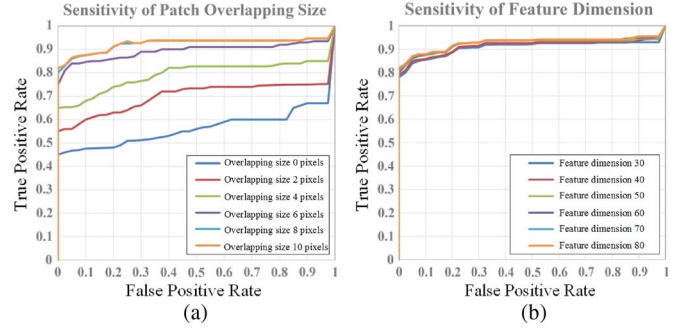 Sensitivity of Patch Overlapping Size
1
0.9
0.8
0.7
0.6
0.5
0.4
0.3
0.2
0.1
0
True Positive Rate
Overlapping size 0 pixels
Overlapping size 2 pixels
Overlapping size 4 pixels
Overlapping size 6 pixels
Overlapping size 8 pixels
Overlapping size 10 pixels
0 0.1 0.2 0.3 0.4 0.5 0.6 0.7 0.8 0.9 1
False Positive Rate
(a)
Sensitivity of Feature Dimension
1
0.9
0.8
0.7
0.6
0.5
0.4
0.3
0.2
0.1
0
True Positive Rate
Feature dimension 30
Feature dimension 40
Feature dimension 50
Feature dimension 60
Feature dimension 70
Feature dimension 80
0 0.1 0.2 0.3 0.4 0.5 0.6 0.7 0.8 0.9 1
False Positive Rate
(b)